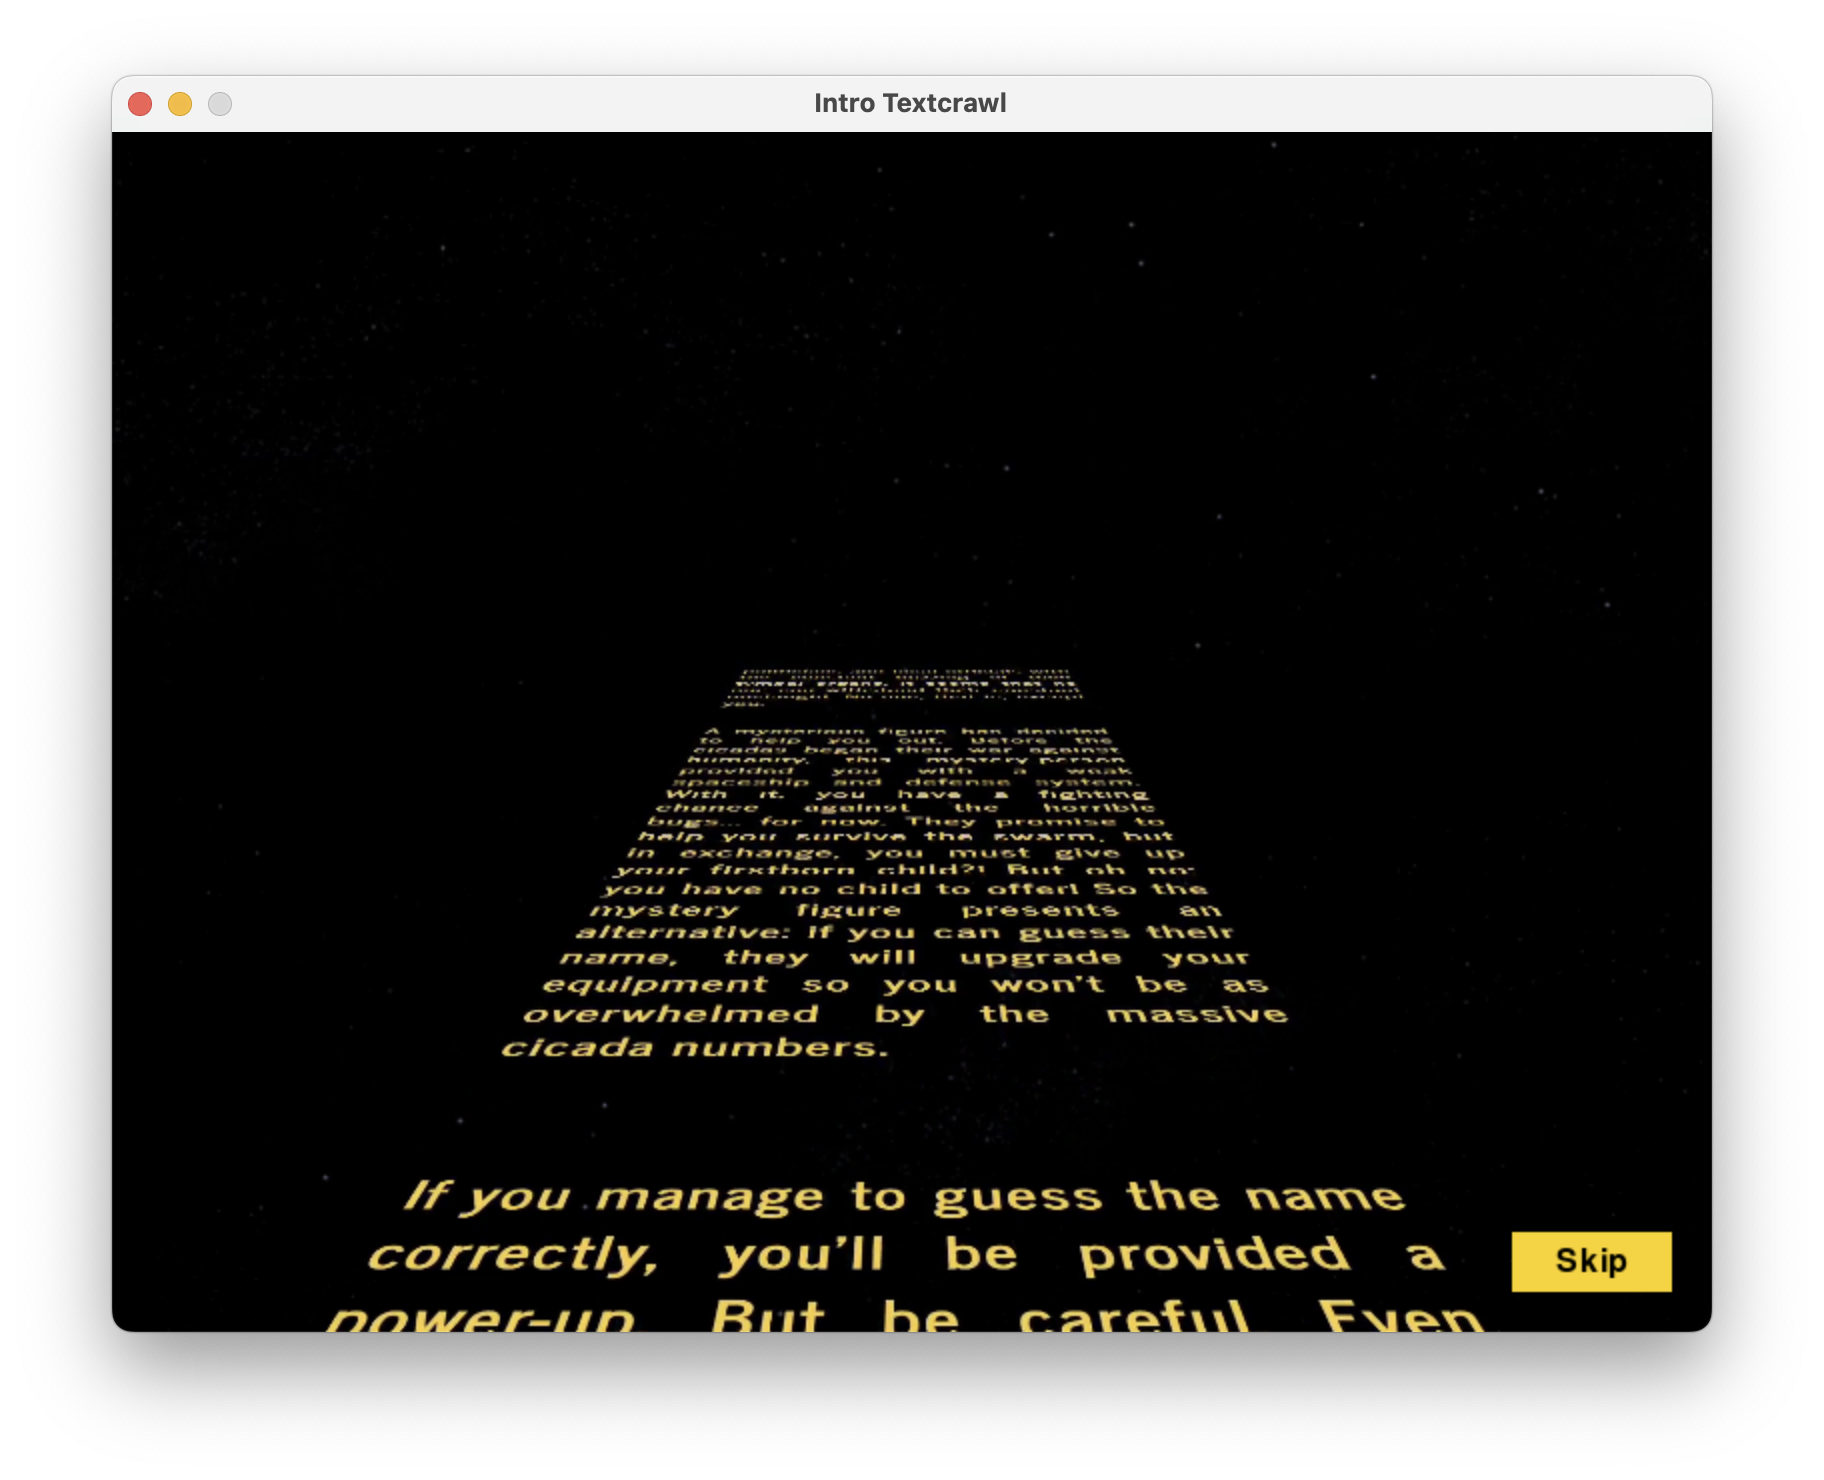 Intro Textcrawl
you.
A mysterious figure has decided
to help you out. Before the
cicadas began their war against
humanity, this mystery person
provided you with a weak
spaceship and defense system.
With it, you have a fighting
chance against the horrible
bugs... for now. They promise to
help you survive the swarm, but
in exchange, you must give up
your firstborn child?! But oh no-
you have no child to offer! So the
mystery figure presents an
alternative: if you can guess their
name, they will upgrade your
equipment so you won't be as
overwhelmed by the massive
cicada numbers.
If you manage to guess the name
correctly, you'll be provided a
power-up. But be careful. Even
Skip